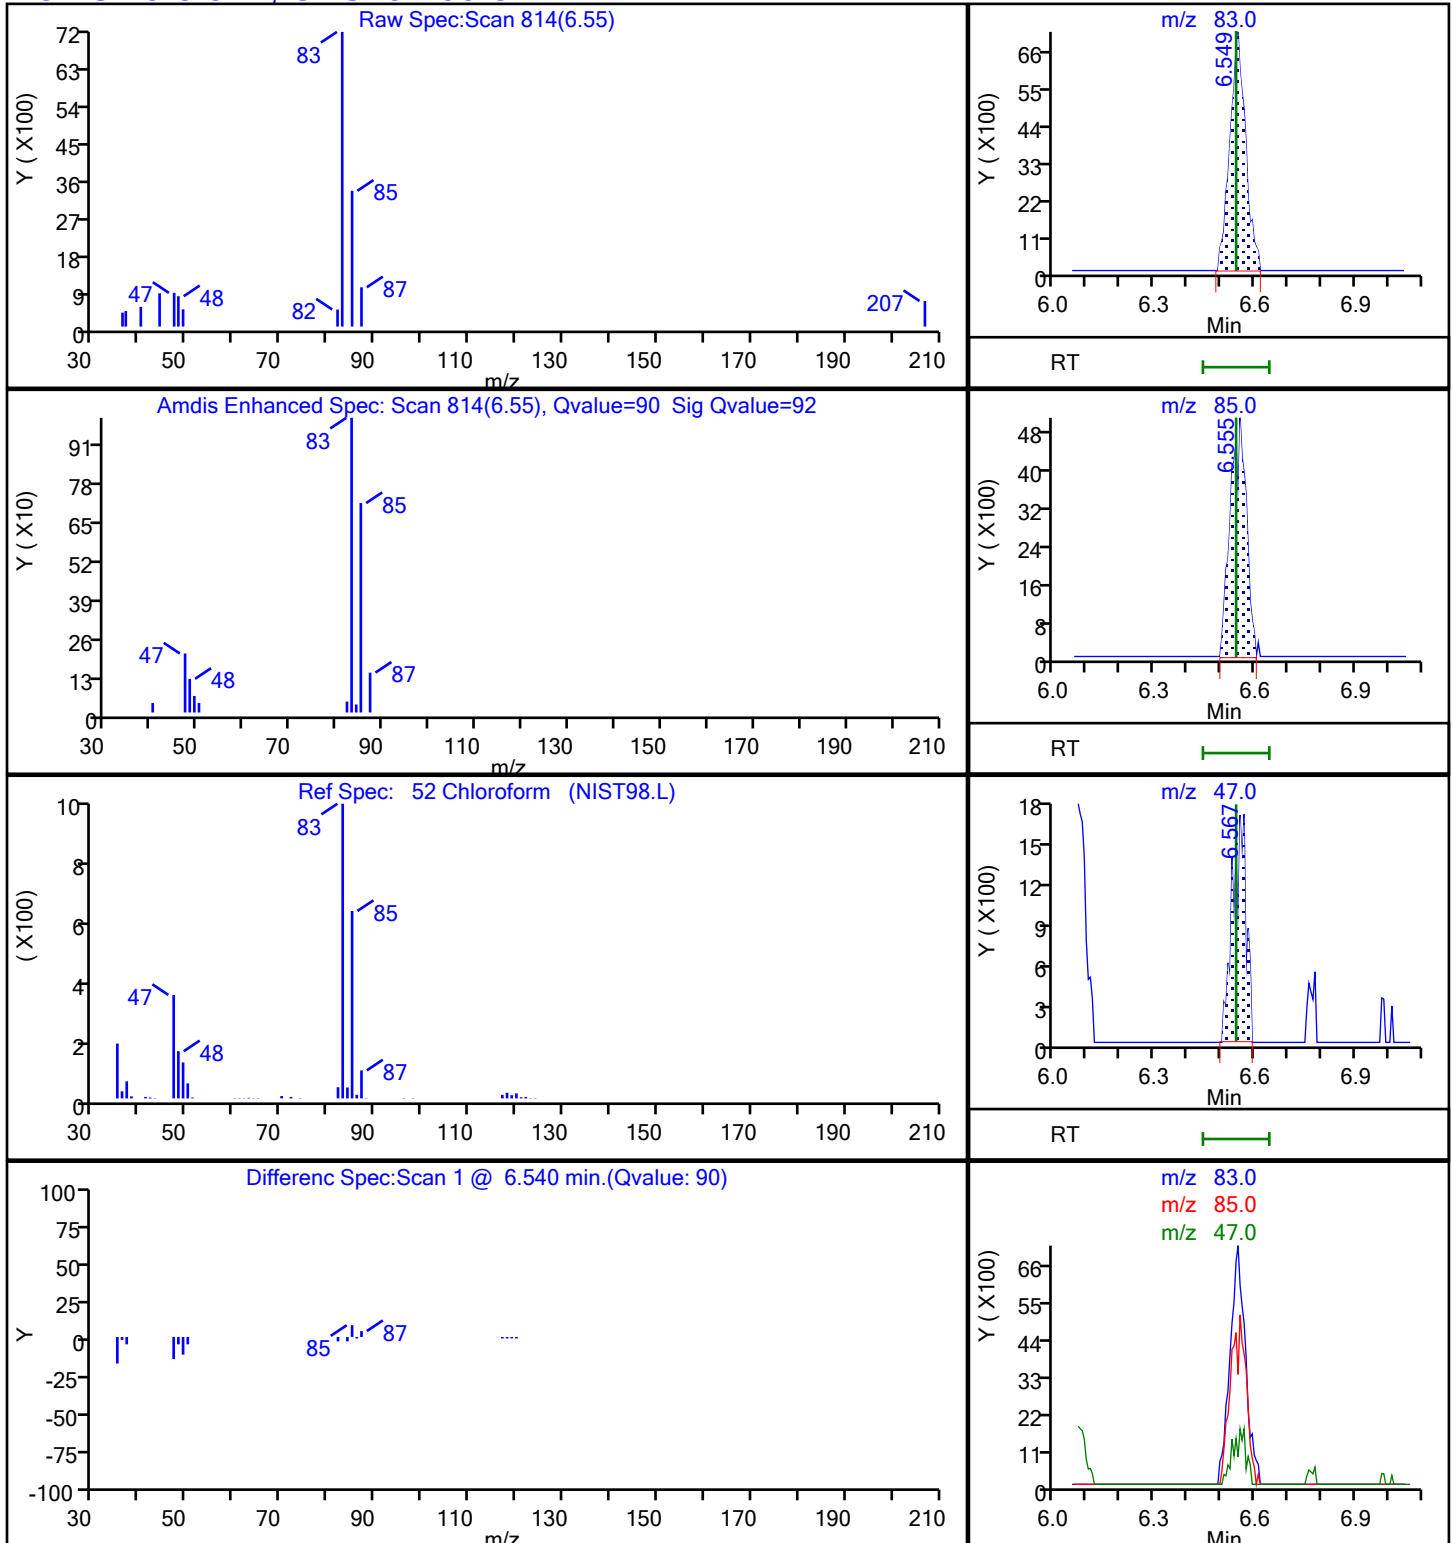 Raw Spec:Scan 814(6.55)
Y ( X100)
72
63
54
45
36
27
18
9
0
83
85
87
82
47
48
207
30 50 70 90 110 130 150 170 190 210
m/z
m/z 83.0
Y ( X100)
66
55
44
33
22
11
0
6.549
6.0 6.3 6.6 6.9
Min
RT
Amdis Enhanced Spec: Scan 814(6.55), Qvalue=90 Sig Qvalue=92
Y ( X10)
91
78
65
52
39
26
13
0
83
85
47
48
87
30 50 70 90 110 130 150 170 190 210
m/z
m/z 85.0
Y ( X100)
48
40
32
24
16
8
0
6.555
6.0 6.3 6.6 6.9
Min
RT
Ref Spec: 52 Chloroform (NIST98.L)
( X100)
10
8
6
4
2
0
83
85
47
48
87
30 50 70 90 110 130 150 170 190 210
m/z 47.0
Y ( X100)
18
15
12
9
6
3
0
6.567
6.0 6.3 6.6 6.9
Min
RT
Differenc Spec:Scan 1 @ 6.540 min.(Qvalue: 90)
Y
100
75
50
25
0
-25
-50
-75
-100
85
87
30 50 70 90 110 130 150 170 190 210
m/z
m/z 83.0
m/z 85.0
m/z 47.0
Y ( X100)
66
55
44
33
22
11
0
6.0 6.3 6.6 6.9
Min